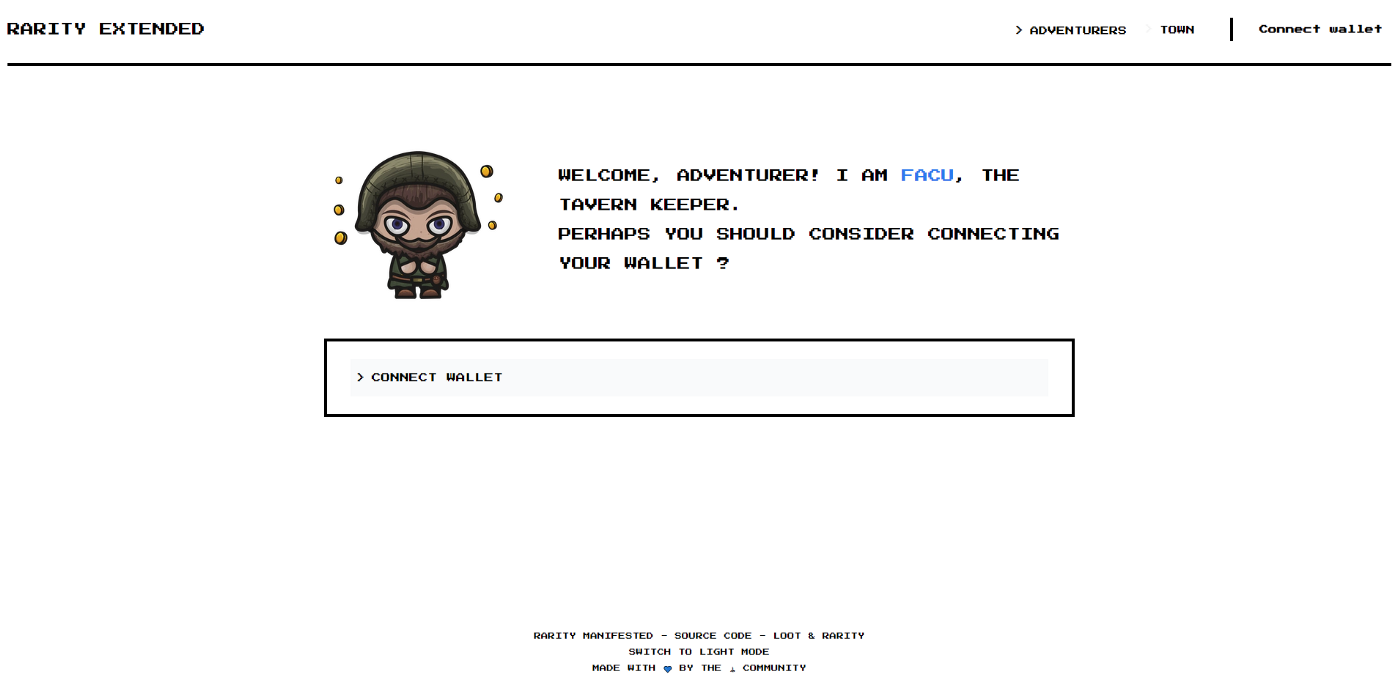 RARITY EXTENDED
> ADVENTURERS TOWN Connect wallet
WELCOME, ADVENTURER! I AM FACU, THE
TAVERN KEEPER.
PERHAPS YOU SHOULD CONSIDER CONNECTING
YOUR WALLET ?
> CONNECT WALLET
RARITY MANIFESTED - SOURCE CODE - LOOT & RARITY
SWITCH TO LIGHT MODE
MADE WITH 💙 BY THE COMMUNITY